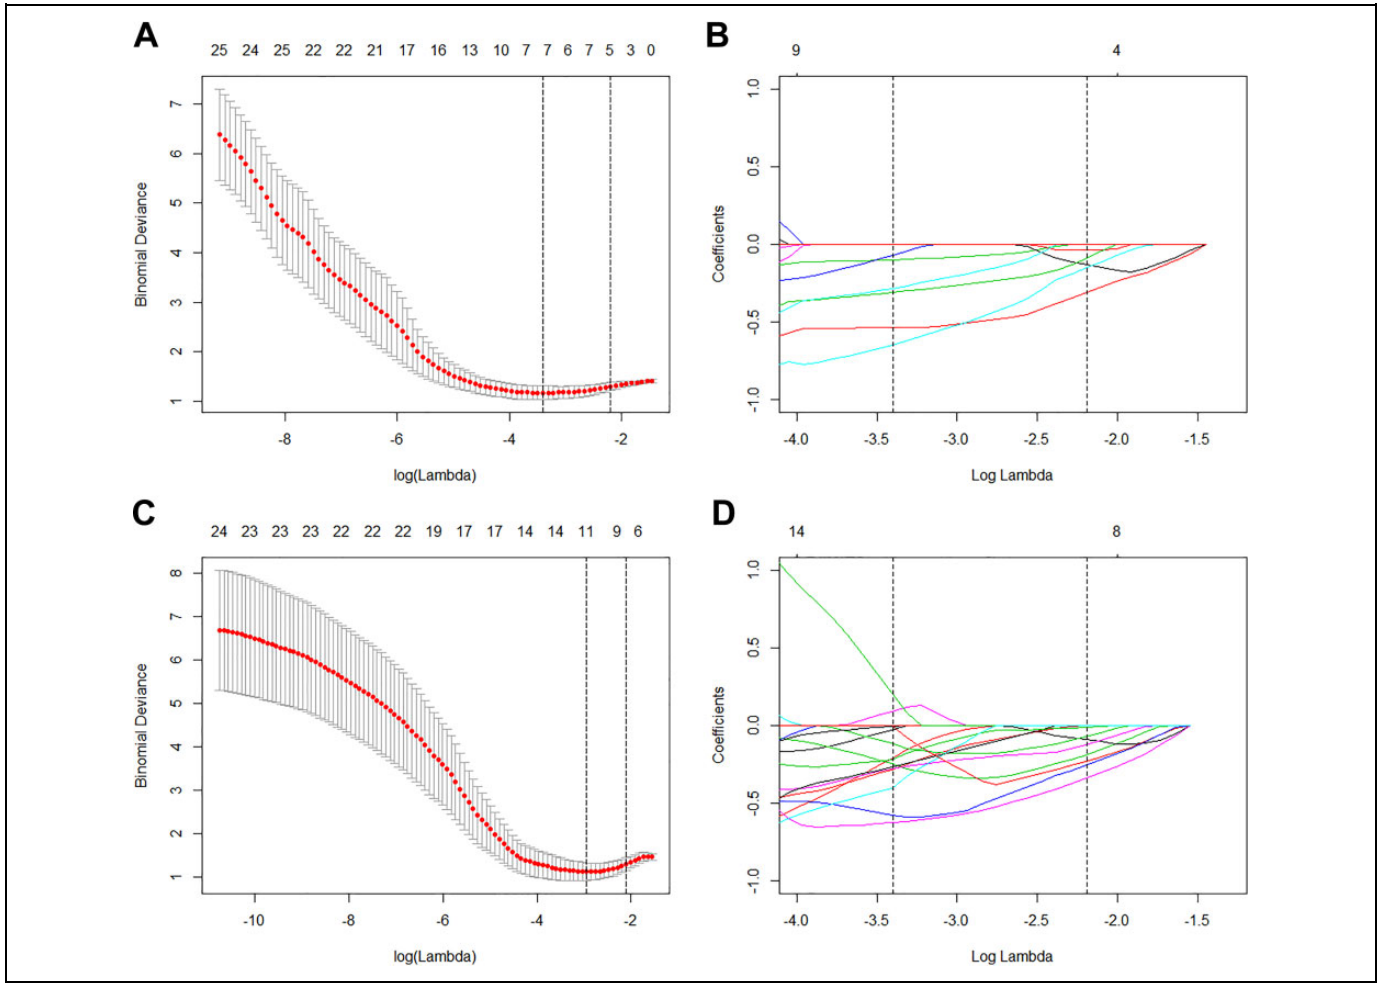 A
25 24 25 22 22 21 17 16 13 10 7 7 6 7 5 3 0
7
6
5
4
3
2
1
Binomial Deviance
-8 -6 -4 -2
log(Lambda)
B
9 4
1.0
0.5
0.0
-0.5
-1.0
Coefficients
-4.0 -3.5 -3.0 -2.5 -2.0 -1.5
Log Lambda
C
24 23 23 23 22 22 22 19 17 17 14 14 11 9 6
8
7
6
5
4
3
2
1
Binomial Deviance
-10 -8 -6 -4 -2
log(Lambda)
D
14 8
1.0
0.5
0.0
-0.5
-1.0
Coefficients
-4.0 -3.5 -3.0 -2.5 -2.0 -1.5
Log Lambda